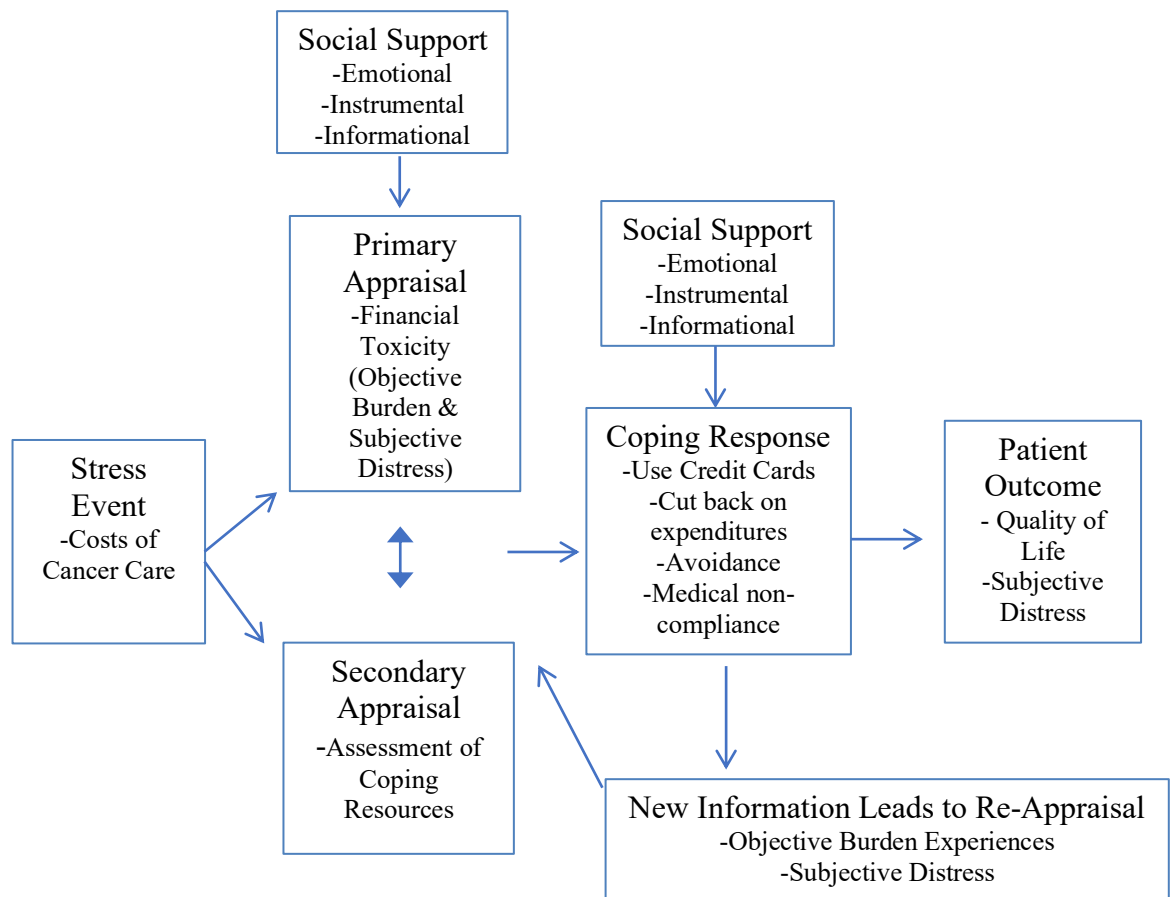 Social Support
-Emotional
-Instrumental
-Informational
Primary
Appraisal
-Financial
Toxicity
(Objective
Burden &
Subjective
Distress)
Social Support
-Emotional
-Instrumental
-Informational
Stress
Event
-Costs of
Cancer Care
Coping Response
-Use Credit Cards
-Cut back on
expenditures
-Avoidance
-Medical non-
compliance
Patient
Outcome
- Quality of
Life
-Subjective
Distress
Secondary
Appraisal
-Assessment of
Coping
Resources
New Information Leads to Re-Appraisal
-Objective Burden Experiences
-Subjective Distress